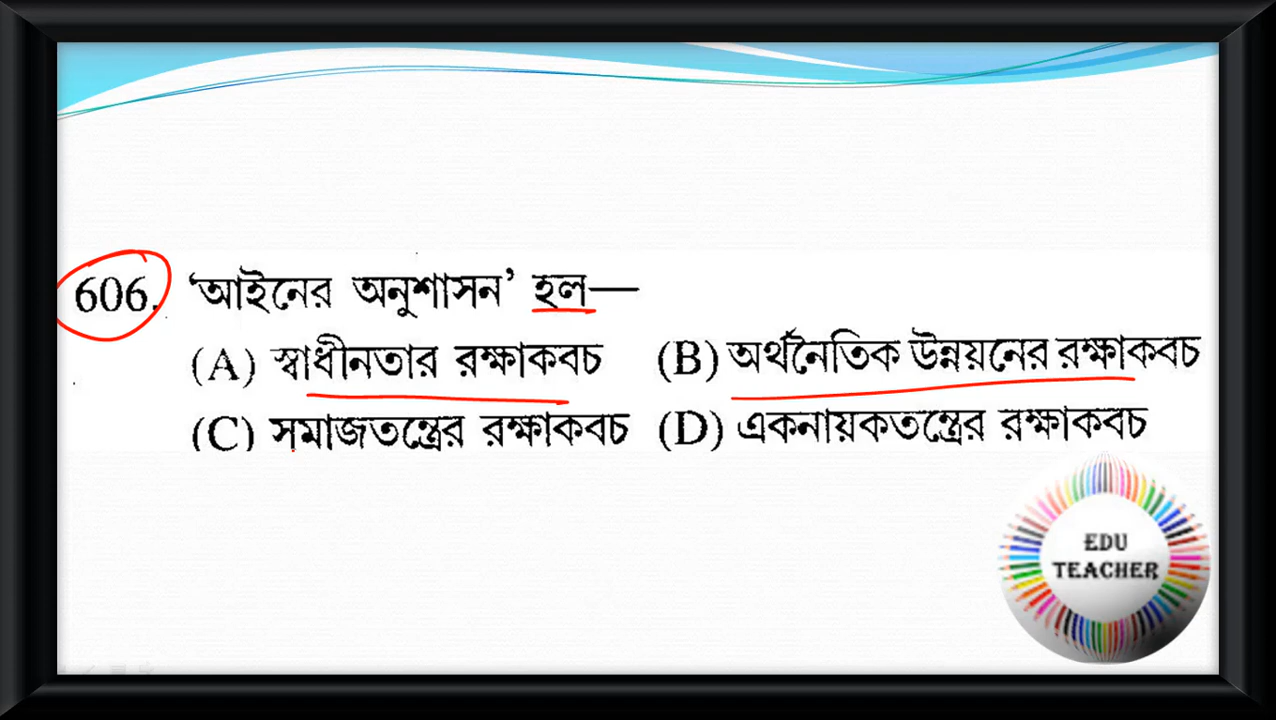 606. ‘আইনের অনুশাসন’ হল—
(A) স্বাধীনতার রক্ষাকবচ (B) অর্থনৈতিক উন্নয়নের রক্ষাকবচ
(C) সমাজতন্ত্রের রক্ষাকবচ (D) একনায়কতন্ত্রের রক্ষাকবচ
EDU
TEACHER